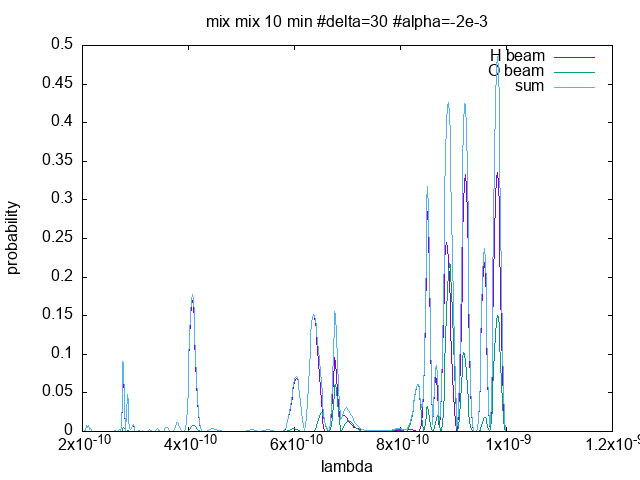 mix mix 10 min #delta=30 #alpha=-2e-3
0.5
H beam
0.45
O beam
sum
0.4
0.35
0.3
probability
0.25
0.2
0.15
0.1
0.05
0
2x10-10 4x10-10 6x10-10 8x10-10 1x10-9 1.2x10-9
lambda